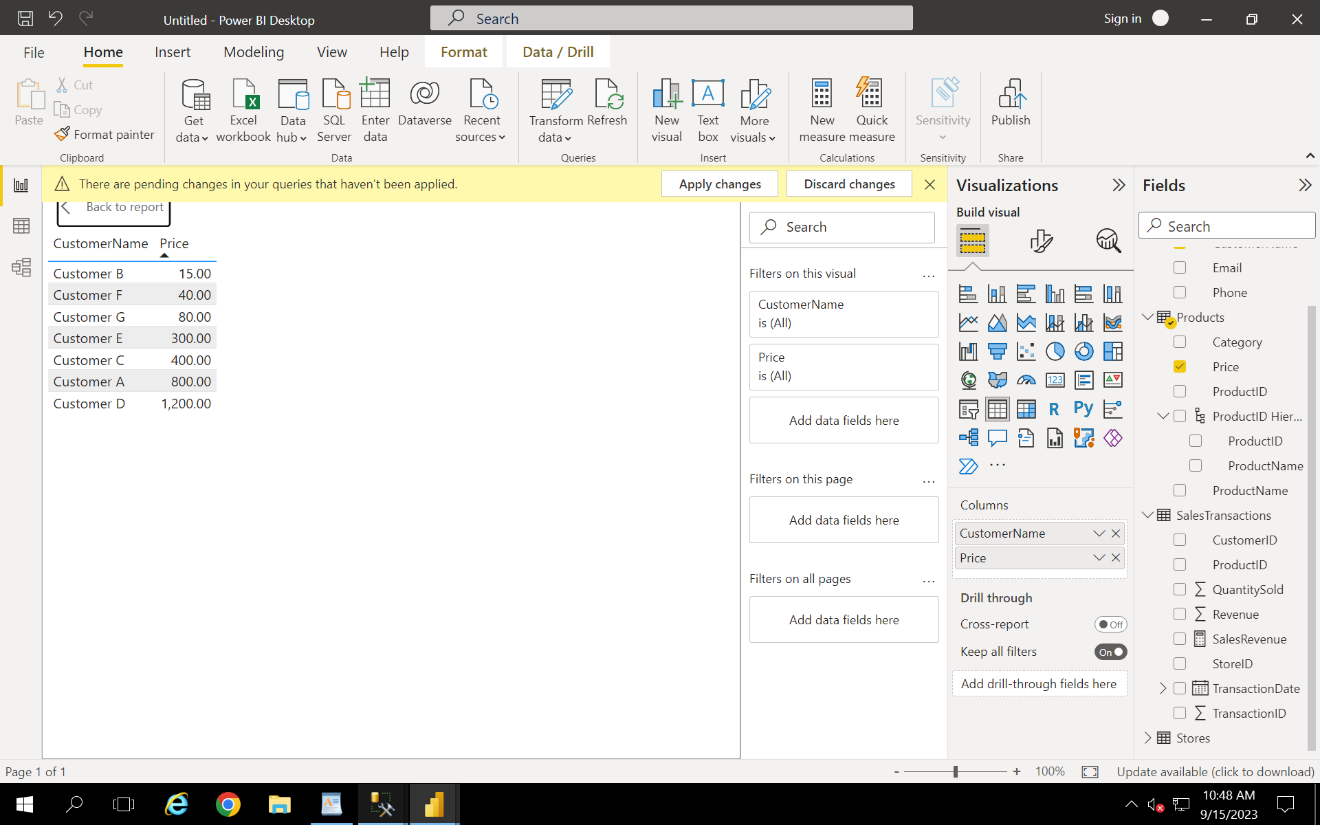 Untitled - Power BI Desktop
Search
Sign in
File
Home
Insert
Modeling
View
Help
Format
Data / Drill
Paste
Cut
Copy
Format painter
Clipboard
Get
data
Excel
workbook
Data
hub
SQL
Server
Enter
data
Dataverse
Recent
sources
Data
Transform
data
Refresh
Queries
New
visual
Text
box
More
visuals
Insert
New
measure
Quick
measure
Calculations
Sensitivity
Sensitivity
Publish
Share
There are pending changes in your queries that haven't been applied.
Apply changes
Discard changes
Back to report
CustomerName Price
Customer B 15.00
Customer F 40.00
Customer G 80.00
Customer E 300.00
Customer C 400.00
Customer A 800.00
Customer D 1,200.00
Search
Filters on this visual
...
CustomerName
is (All)
Price
is (All)
Add data fields here
Filters on this page
...
Add data fields here
Filters on all pages
...
Add data fields here
Visualizations
Build visual
123
R
Py
...
Columns
CustomerName
Price
Drill through
Cross-report
Off
Keep all filters
On
Add drill-through fields here
Fields
Search
Email
Phone
Products
Category
Price
ProductID
ProductID Hier...
ProductID
ProductName
ProductName
SalesTransactions
CustomerID
ProductID
QuantitySold
Revenue
SalesRevenue
StoreID
TransactionDate
TransactionID
Stores
Page 1 of 1
- + 100%
Update available (click to download)
10:48 AM
9/15/2023